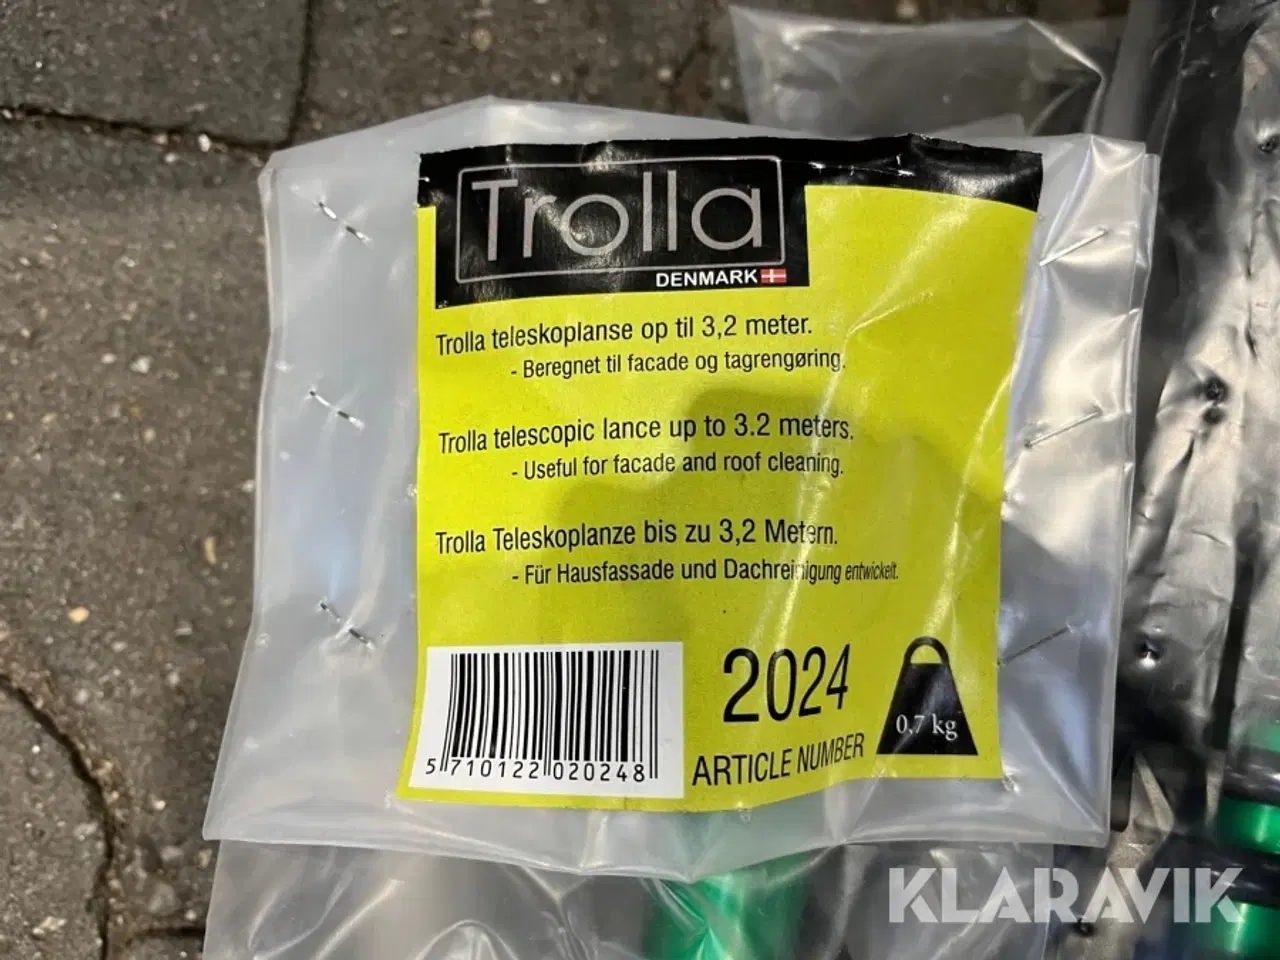 Trolla
DENMARK
Trolla teleskoplanse op til 3,2 meter.
- Beregnet til facade og tagrengøring.
Trolla telescopic lance up to 3.2 meters.
- Useful for facade and roof cleaning.
Trolla Teleskoplanze bis zu 3,2 Metern.
- Für Hausfassade und Dachreinigung entwickelt.
2024
ARTICLE NUMBER
0,7 kg
5 710122 020248
KLARAVIK